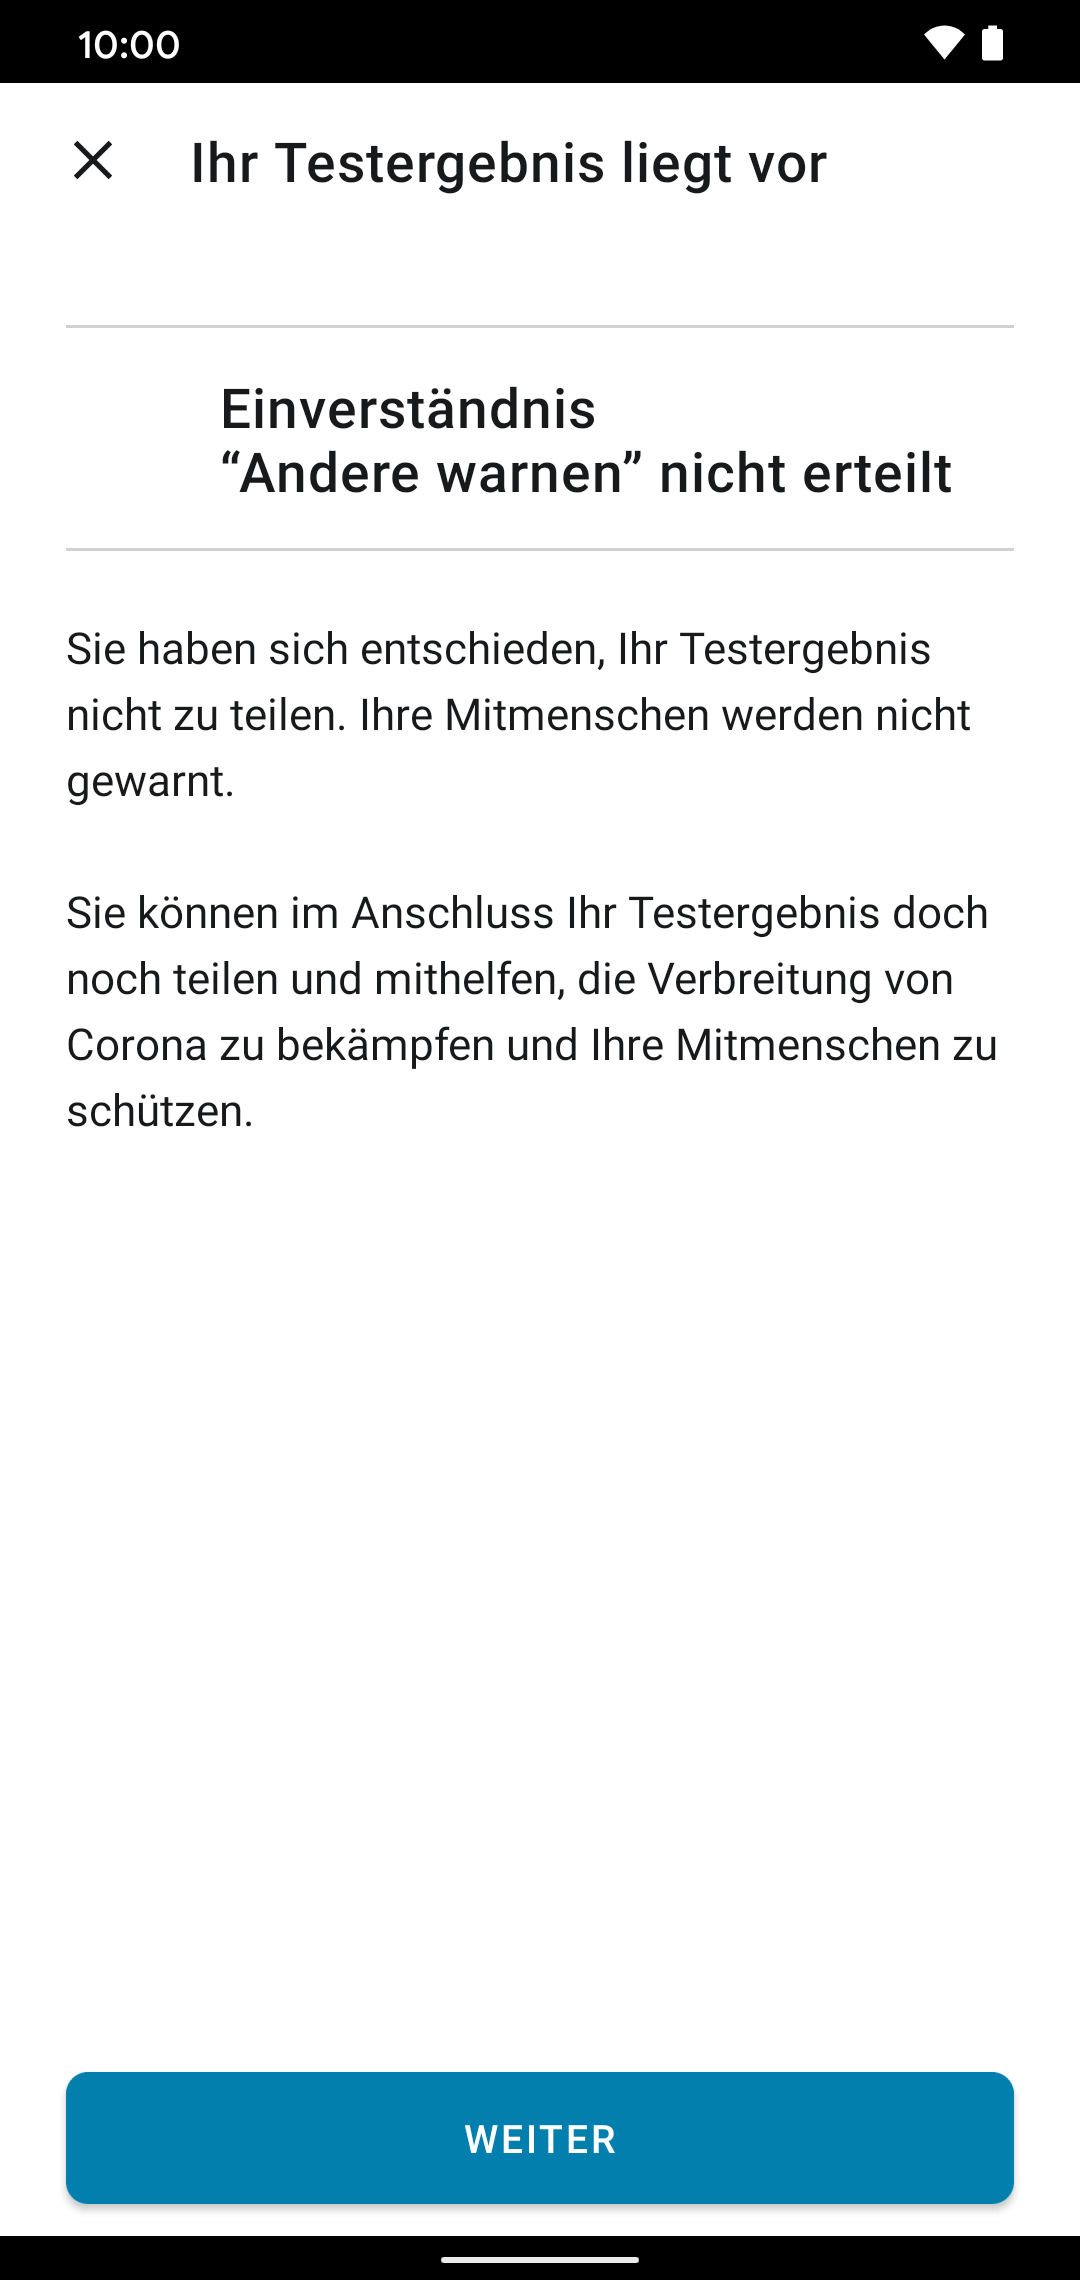 10:00
Ihr Testergebnis liegt vor
Einverständnis
“Andere warnen” nicht erteilt
Sie haben sich entschieden, Ihr Testergebnis
nicht zu teilen. Ihre Mitmenschen werden nicht
gewarnt.
Sie können im Anschluss Ihr Testergebnis doch
noch teilen und mithelfen, die Verbreitung von
Corona zu bekämpfen und Ihre Mitmenschen zu
schützen.
WEITER